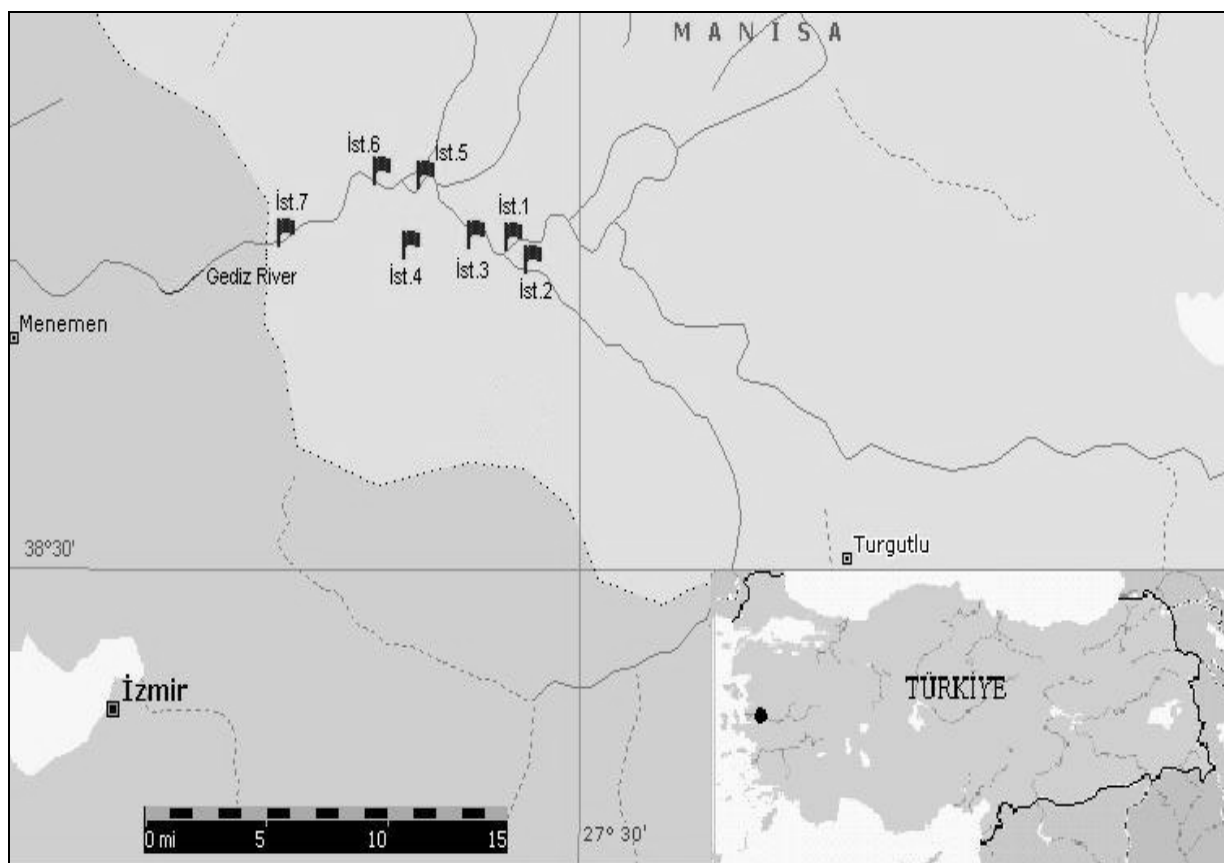 M A N İ S A
İst.6
İst.5
İst.7
İst.1
İst.4
İst.3
İst.2
Gediz River
Menemen
38°30'
Turgutlu
İzmir
TÜRKİYE
0 mi 5 10 15
27° 30'